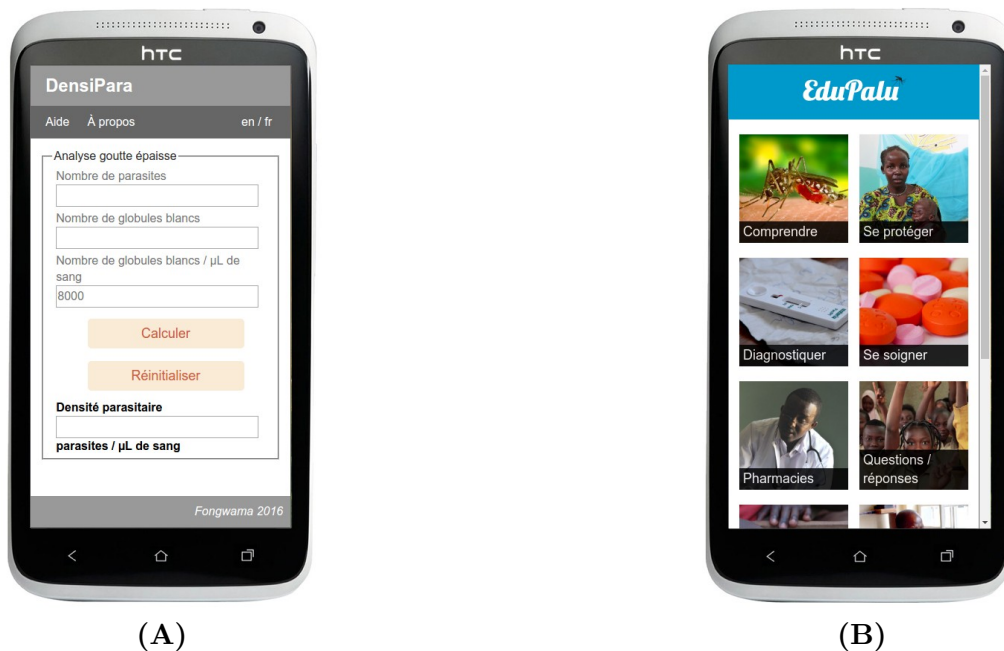 htc
DensiPara
Aide À propos en / fr
Analyse goutte épaisse
Nombre de parasites
Nombre de globules blancs
Nombre de globules blancs / µL de
sang
8000
Calculer
Réinitialiser
Densité parasitaire
parasites / µL de sang
Fongwama 2016
(A)
htc
EduPalu
Comprendre
Se protéger
Diagnostiquer
Se soigner
Pharmacies
Questions /
réponses
(B)